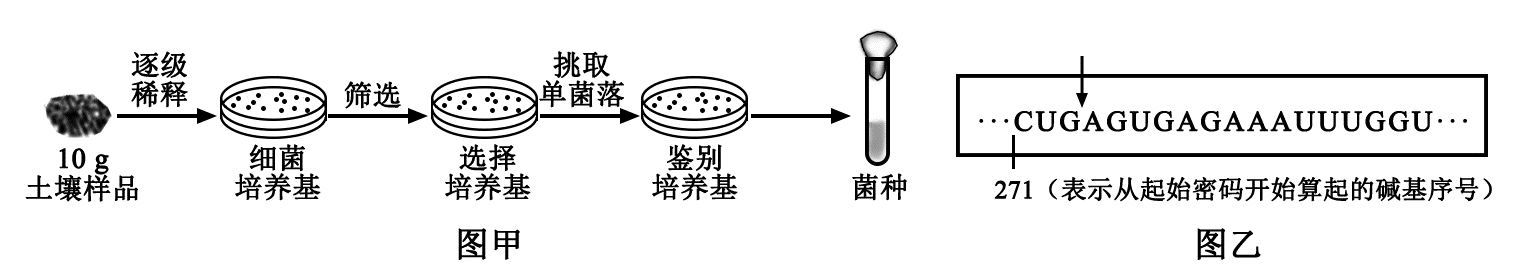 逐级
稀释
筛选
挑取
单菌落
10 g
土壤样品
细菌
培养基
选择
培养基
鉴别
培养基
菌种
图甲
···CUGAGUGAGAAAUUUGGU···
271（表示从起始密码开始算起的碱基序号）
图乙